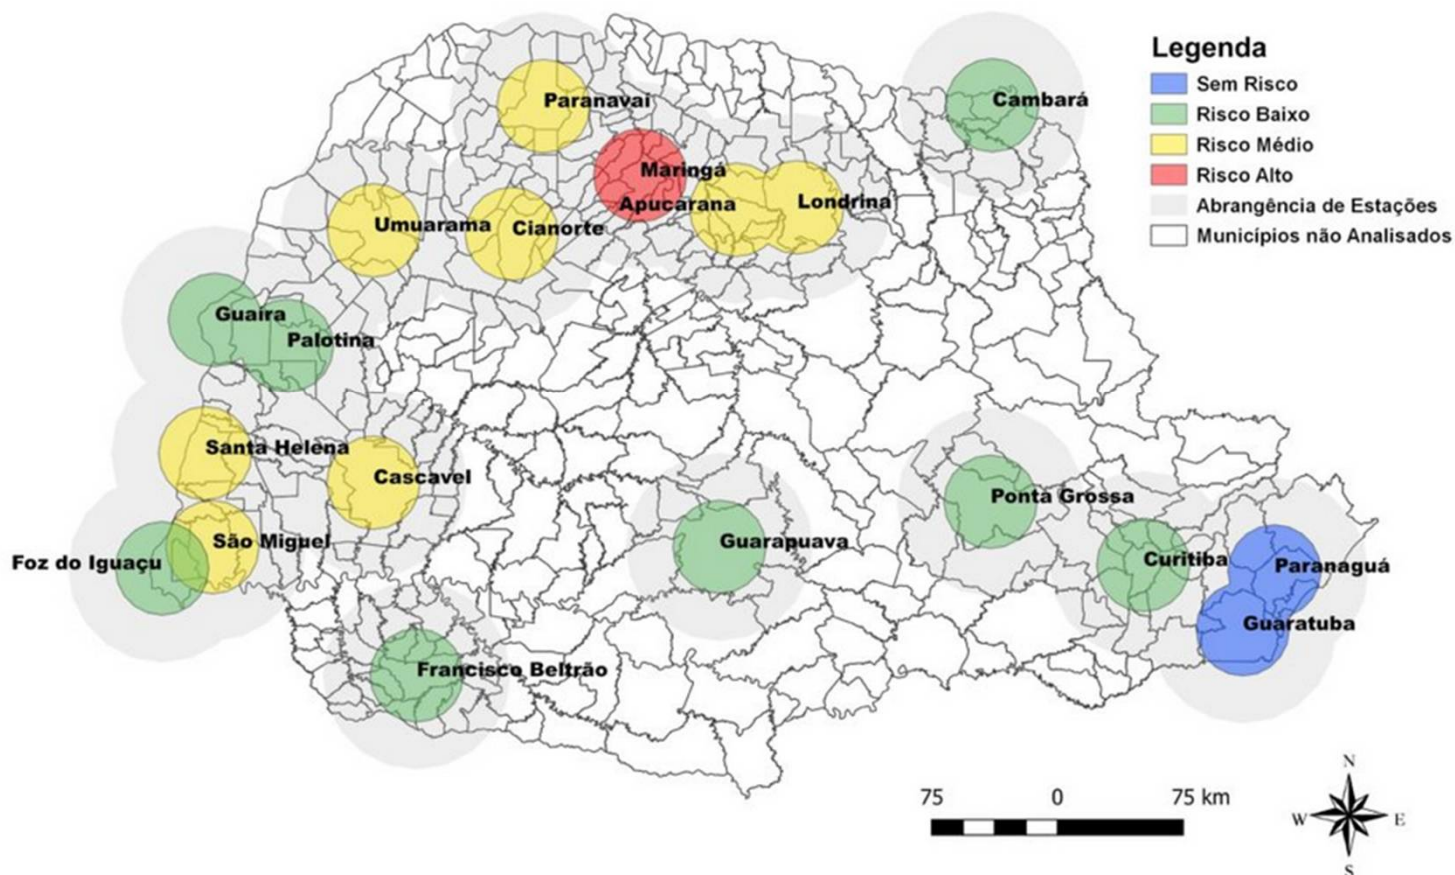 Legenda
Sem Risco
Risco Baixo
Risco Médio
Risco Alto
Abrangência de Estações
Municípios não Analisados
Paranavaí
Cambará
Maringá
Apucarana
Londrina
Umuarama
Cianorte
Guaíra
Palotina
Santa Helena
Cascavel
Ponta Grossa
São Miguel
Guarapuava
Foz do Iguaçu
Curitiba
Paranaguá
Guaratuba
Francisco Beltrão
75 0 75 km
N
W E
S